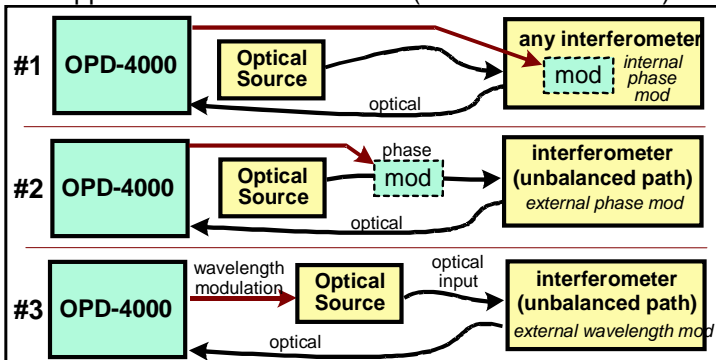 #1
OPD-4000
Optical
Source
optical
any interferometer
mod
internal
phase
mod
#2
OPD-4000
Optical
Source
phase
mod
optical
interferometer
(unbalanced path)
external phase mod
#3
OPD-4000
wavelength
modulation
Optical
Source
optical
input
optical
interferometer
(unbalanced path)
external wavelength mod